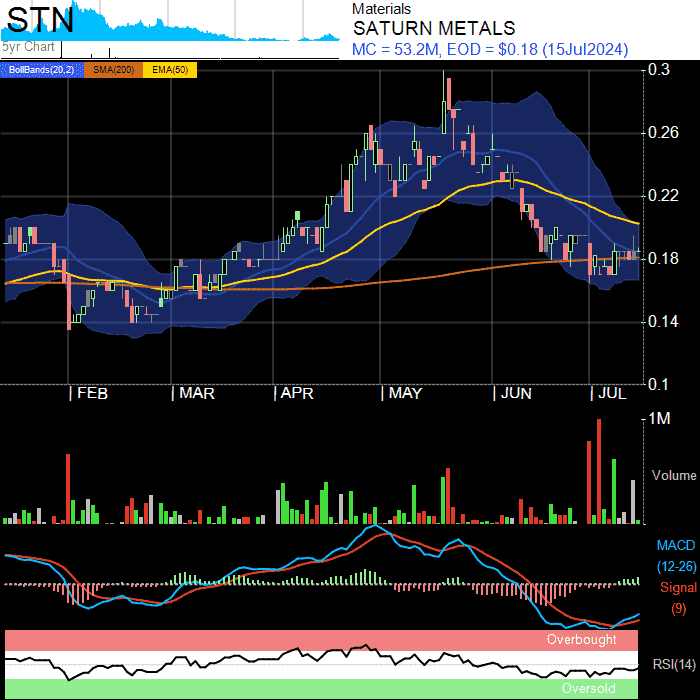 STN
5yr Chart
Materials
SATURN METALS
MC = 53.2M, EOD = $0.18 (15Jul2024)
BollBands(20,2) SMA(200) EMA(50)
0.3
0.26
0.22
0.18
0.14
0.1
| FEB | MAR | APR | MAY | JUN | JUL
1M
Volume
MACD
(12-26)
Signal
(9)
Overbought
RSI(14)
Oversold